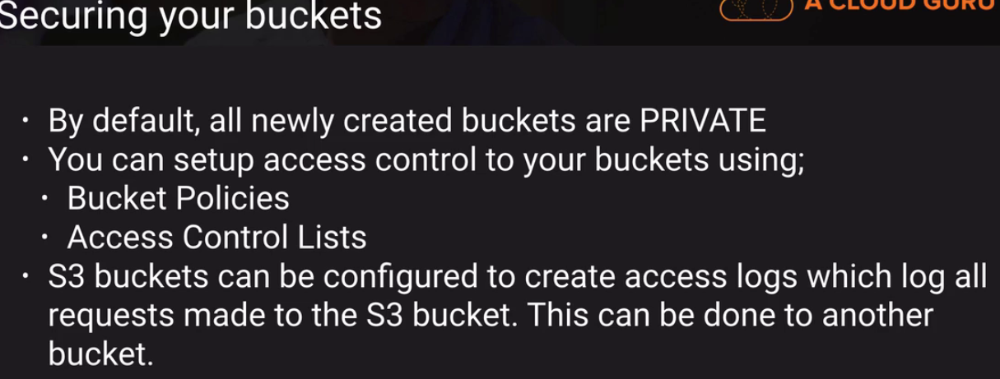 Securing your buckets
A CLOUD GURU
· By default, all newly created buckets are PRIVATE
· You can setup access control to your buckets using;
· Bucket Policies
· Access Control Lists
· S3 buckets can be configured to create access logs which log all
requests made to the S3 bucket. This can be done to another
bucket.